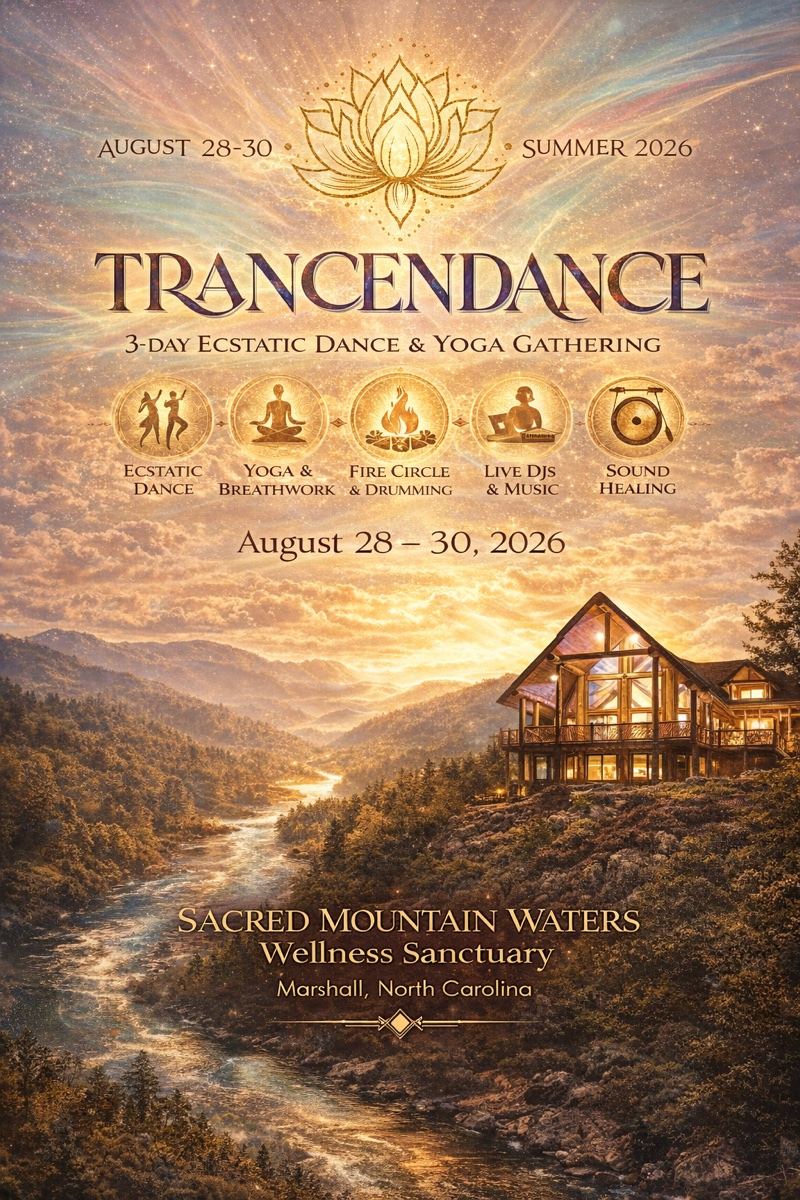 AUGUST 28-30
SUMMER 2026
TRANCENDANCE
3-DAY ECSTATIC DANCE & YOGA GATHERING
ECSTATIC
DANCE
YOGA &
BREATHWORK
FIRE CIRCLE
& DRUMMING
LIVE DJS
& MUSIC
SOUND
HEALING
August 28 – 30, 2026
SACRED MOUNTAIN WATERS
Wellness Sanctuary
Marshall, North Carolina